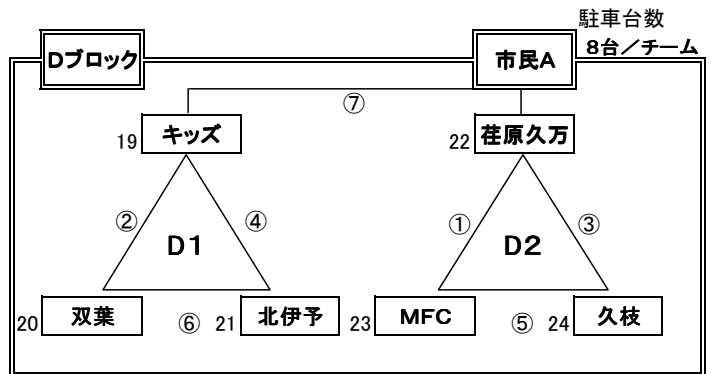 駐車台数
Dブロック
市民A
8台／チーム
⑦
19 キッズ
22 荏原久万
② ④
① ③
D1
D2
20 双葉
⑥
21 北伊予
23 MFC
⑤
24 久枝